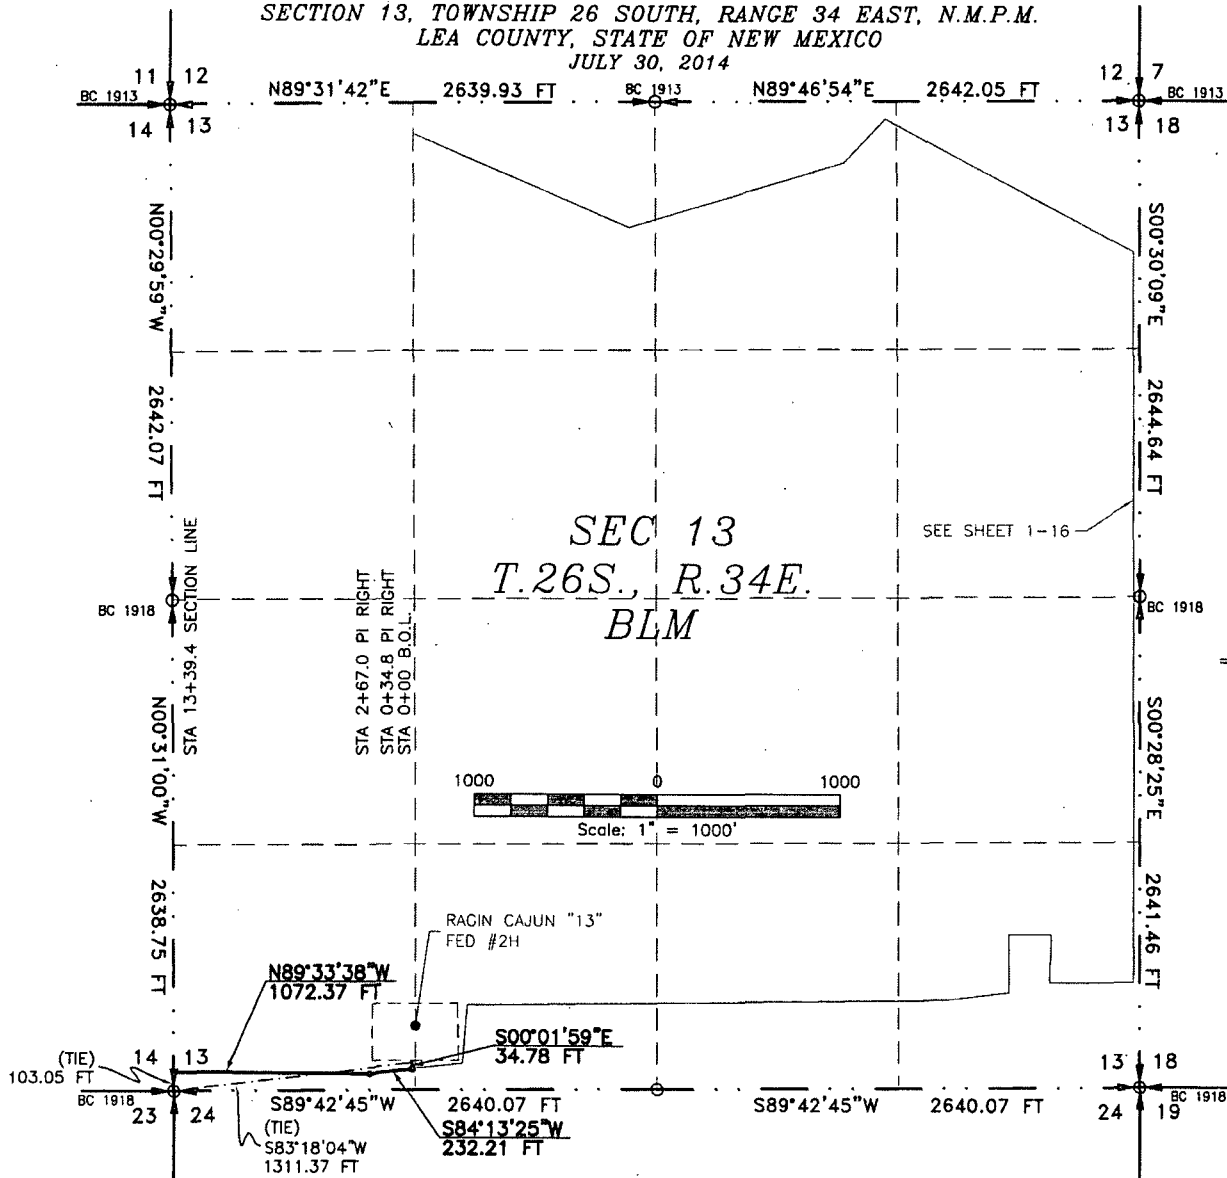 SECTION 13, TOWNSHIP 26 SOUTH, RANGE 34 EAST, N.M.P.M.
LEA COUNTY, STATE OF NEW MEXICO
JULY 30, 2014
11 12
BC 1913
14 13
N89°31'42"E 2639.93 FT
BC 1913
N89°46'54"E 2642.05 FT
12 7
BC 1913
13 18
N00°29'59"W 2642.07 FT
S00°30'09"E 2644.64 FT
SEE SHEET 1-16
SEC 13
T.26S., R.34E.
BLM
BC 1918
BC 1918
STA 13+39.4 SECTION LINE
STA 2+67.0 PI RIGHT
STA 0+34.8 PI RIGHT
STA 0+00 B.O.L.
N00°31'00"W 2638.75 FT
S00°28'25"E 2641.46 FT
1000 0 1000
Scale: 1" = 1000'
RAGIN CAJUN "13"
FED #2H
N89°33'38"W
1072.37 FT
S00°01'59"E
34.78 FT
(TIE)
103.05 FT
14 13
BC 1918
23 24
S89°42'45"W 2640.07 FT
S89°42'45"W 2640.07 FT
13 18
BC 1918
24 19
(TIE)
S83°18'04"W
1311.37 FT
S84°13'25"W
232.21 FT